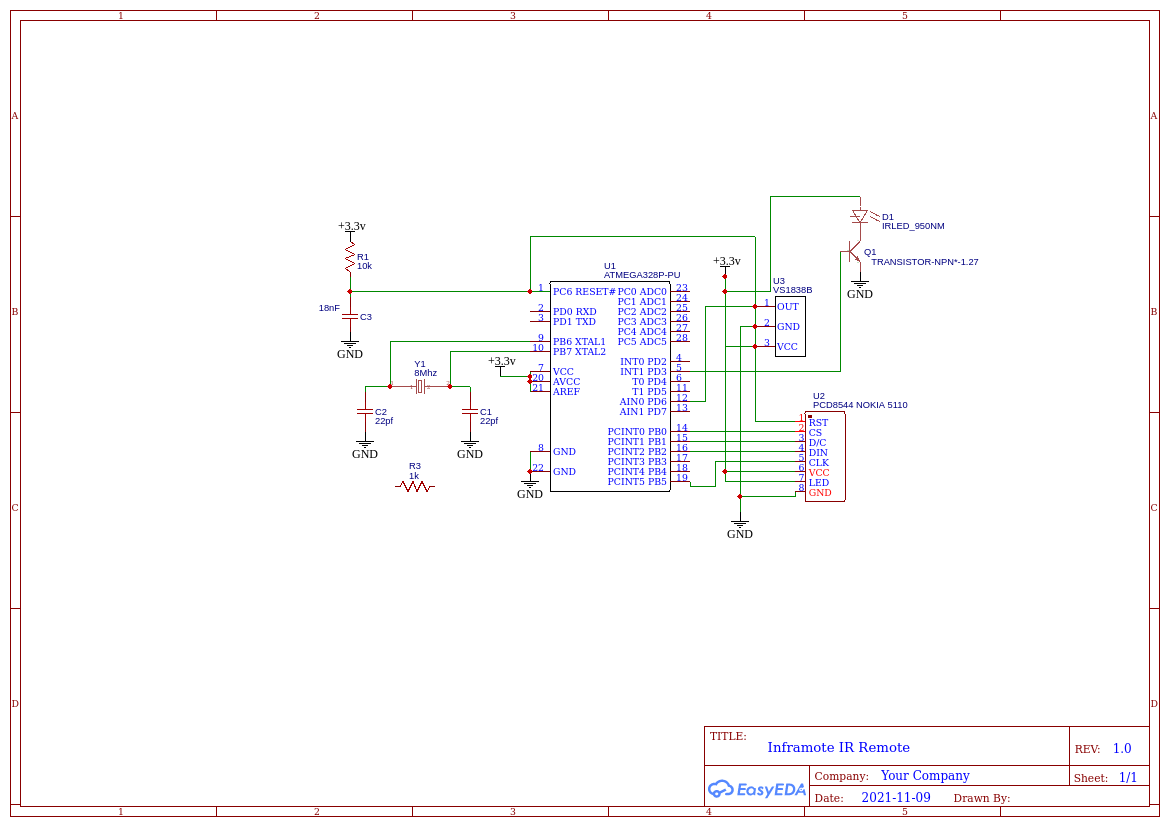 1 2 3 4 5
A A
+3.3v
R1
10k
18nF
C3
GND
B B
U1
ATMEGA328P-PU
1 PC6 RESET# PC0 ADC0 23
PC1 ADC1 24
2 PD0 RXD PC2 ADC2 25
3 PD1 TXD PC3 ADC3 26
PC4 ADC4 27
9 PB6 XTAL1 PC5 ADC5 28
10 PB7 XTAL2
INT0 PD2 4
7 VCC INT1 PD3 5
20 AVCC T0 PD4 6
21 AREF T1 PD5 11
AIN0 PD6 12
AIN1 PD7 13
PCINT0 PB0 14
PCINT1 PB1 15
8 GND PCINT2 PB2 16
PCINT3 PB3 17
22 GND PCINT4 PB4 18
PCINT5 PB5 19
GND
+3.3v
Y1
8Mhz
1 2
C2
22pf
GND
C1
22pf
GND
R3
1k
+3.3v
U3
VS1838B
1 OUT
2 GND
3 VCC
D1
IRLED_950NM
Q1
TRANSISTOR-NPN*-1.27
GND
U2
PCD8544 NOKIA 5110
1 RST
2 CS
3 D/C
4 DIN
5 CLK
6 VCC
7 LED
8 GND
GND
C C
D D
TITLE:
Inframote IR Remote
REV: 1.0
EasyEDA
Company: Your Company
Sheet: 1/1
Date: 2021-11-09 Drawn By:
1 2 3 4 5